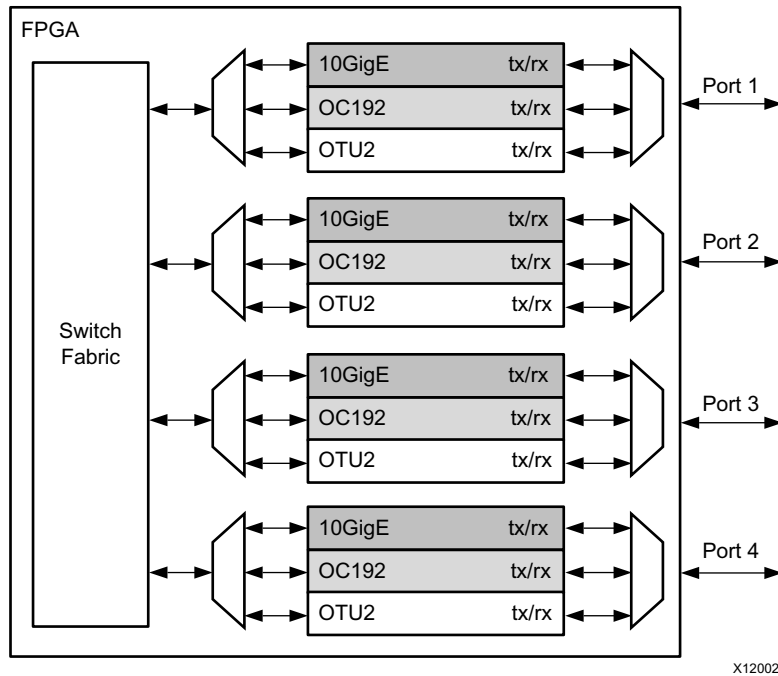 FPGA
10GigE tx/rx
OC192 tx/rx
OTU2 tx/rx
Port 1
10GigE tx/rx
OC192 tx/rx
OTU2 tx/rx
Port 2
Switch
Fabric
10GigE tx/rx
OC192 tx/rx
OTU2 tx/rx
Port 3
10GigE tx/rx
OC192 tx/rx
OTU2 tx/rx
Port 4
X12002